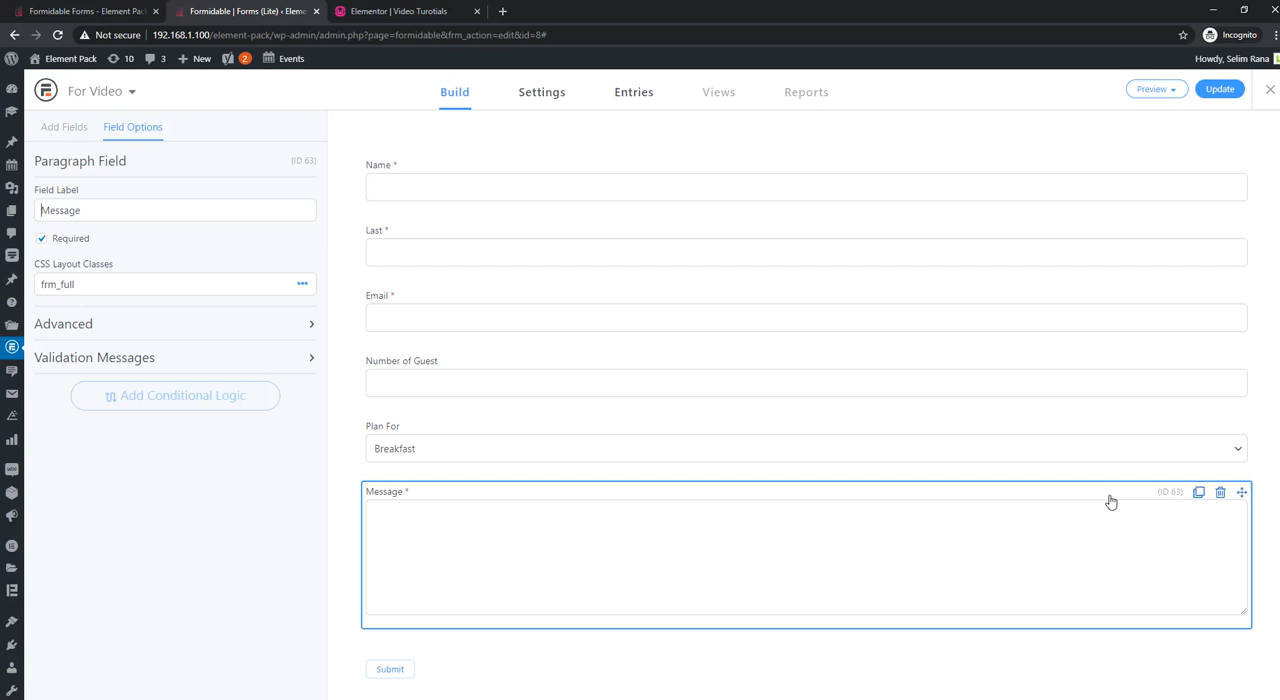 Formidable Forms - Element Pack
Formidable | Forms (Lite) ‹ Eleme
Elementor | Video Turotials
Not secure
192.168.1.100/element-pack/wp-admin/admin.php?page=formidable&frm_action=edit&id=8#
Incognito
Element Pack
10
3
New
2
Events
Howdy, Selim Rana
For Video
Build
Settings
Entries
Views
Reports
Preview
Update
Add Fields
Field Options
Paragraph Field
(ID 63)
Field Label
Message
Required
CSS Layout Classes
frm_full
Advanced
Validation Messages
Add Conditional Logic
Name *
Last *
Email *
Number of Guest
Plan For
Breakfast
Message *
(ID 63)
Submit